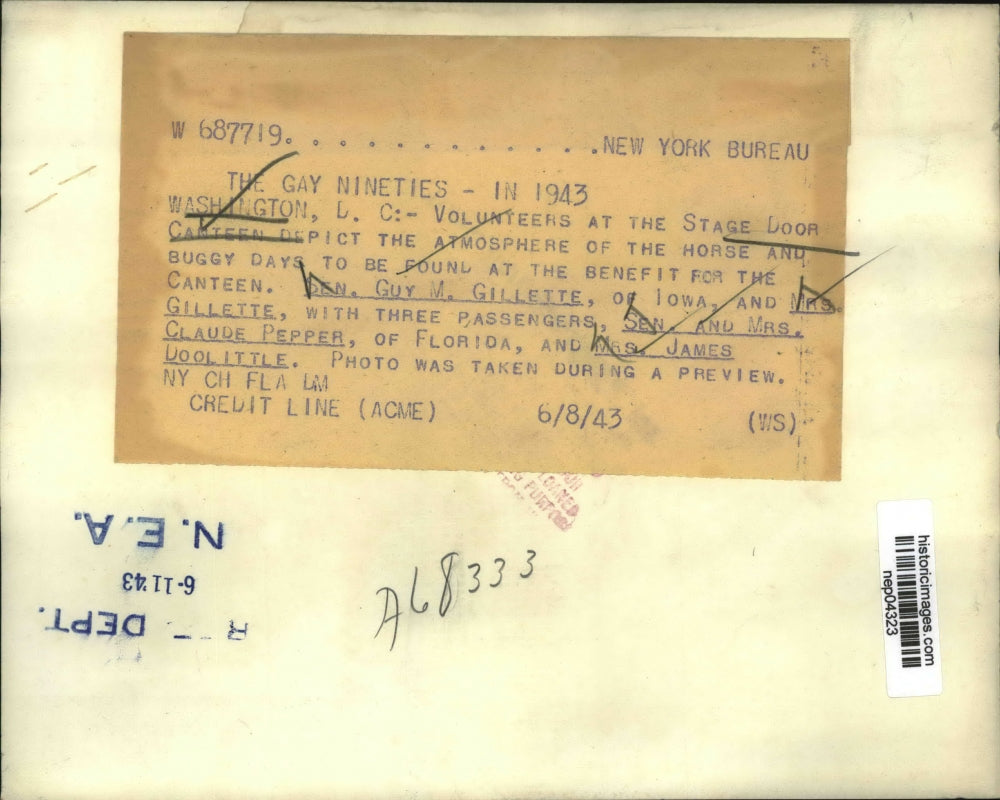 W 687719. . . . . . . . . . . . .NEW YORK BUREAU
THE GAY NINETIES - IN 1943
WASHINGTON, D. C:- VOLUNTEERS AT THE STAGE DOOR
CANTEEN DEPICT THE ATMOSPHERE OF THE HORSE AND
BUGGY DAYS TO BE FOUND AT THE BENEFIT FOR THE
CANTEEN. SEN. GUY M. GILLETTE, OF IOWA, AND MRS.
GILLETTE, WITH THREE PASSENGERS, SEN. AND MRS.
CLAUDE PEPPER, OF FLORIDA, AND MRS. JAMES
DOOLITTLE. PHOTO WAS TAKEN DURING A PREVIEW.
NY CH FLA DM
CREDIT LINE (ACME) 6/8/43 (WS)
LOANED
N.E.A.
6-11 43
DEPT.
A68333
historicimages.com
nep04323